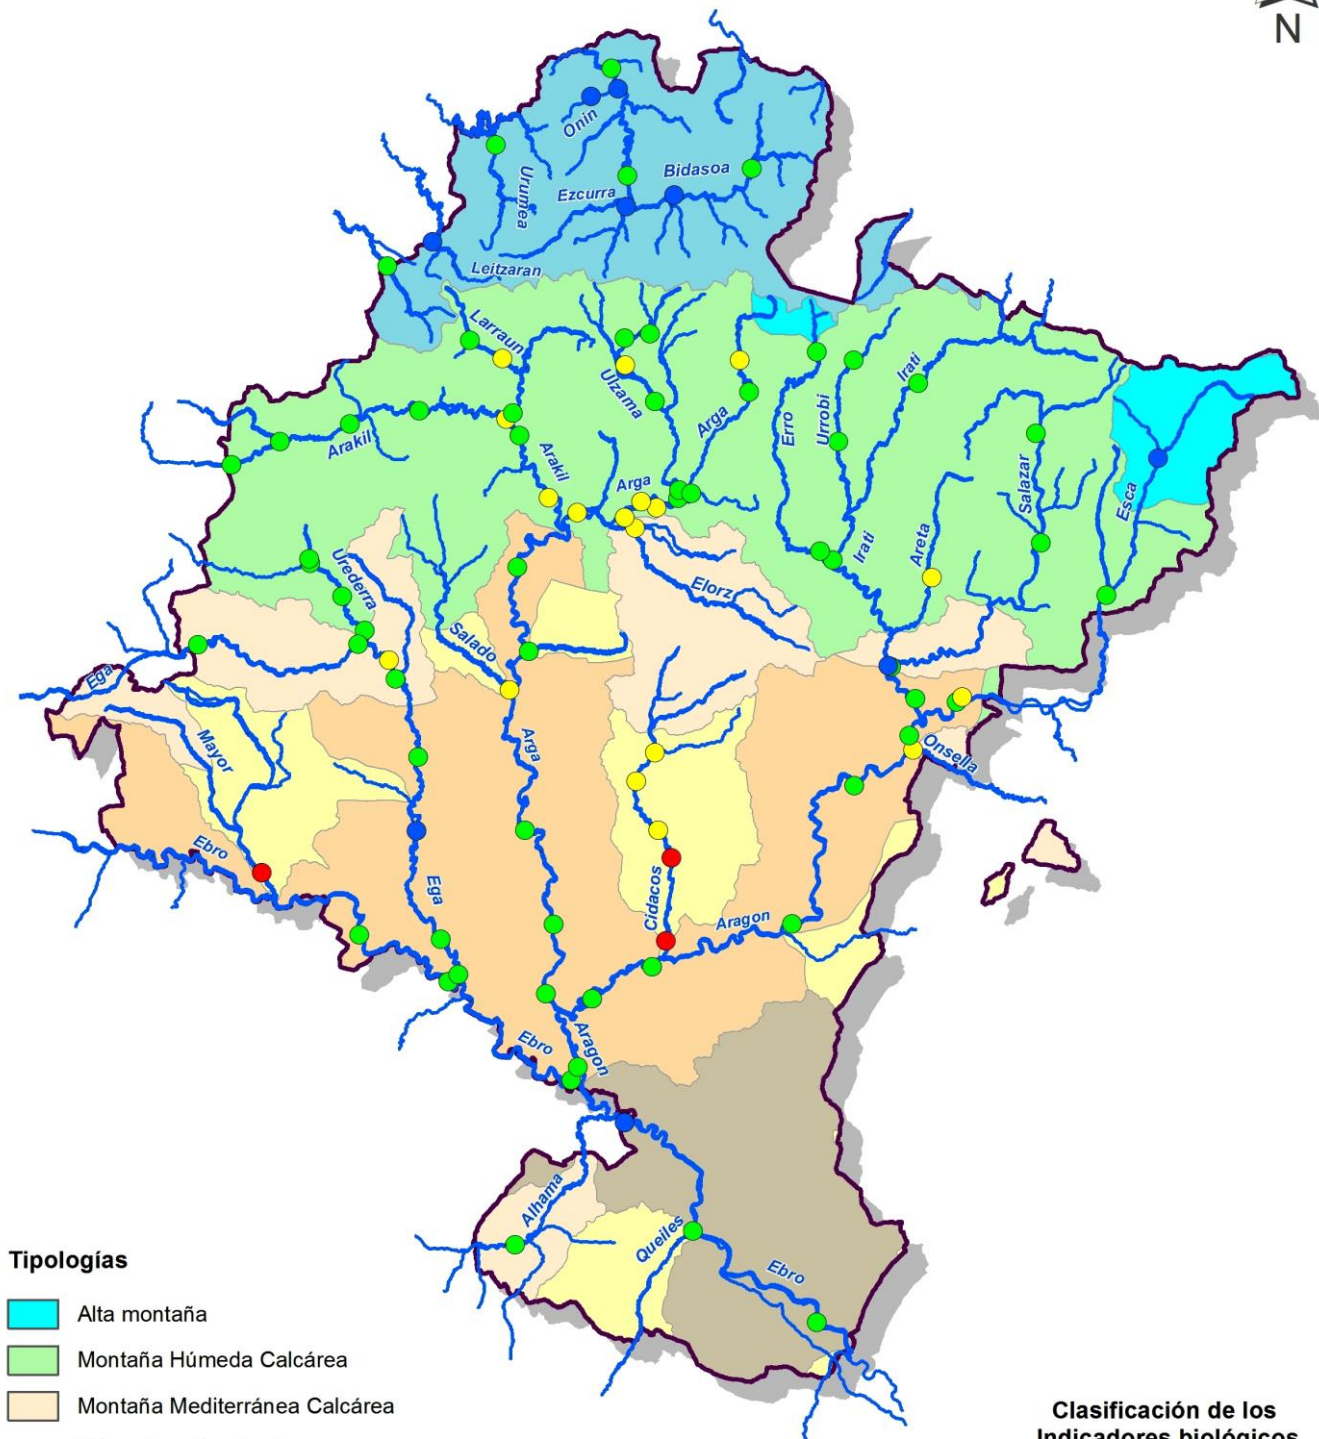 N
Onin
Urumea
Ezcurra
Bidasoa
Leitzaran
Larraun
Ulzama
Arga
Erro
Urrobi
Irati
Arakil
Arakil
Arga
Irati
Areta
Salazar
Esca
Urederra
Elorz
Salado
Ega
Mayor
Arga
Onsella
Ebro
Ega
Cidacos
Aragon
Ebro
Aragon
Alhama
Queiles
Ebro
Tipologías
Alta montaña
Montaña Húmeda Calcárea
Montaña Mediterránea Calcárea
Clasificación de los
Indicadores biológicos